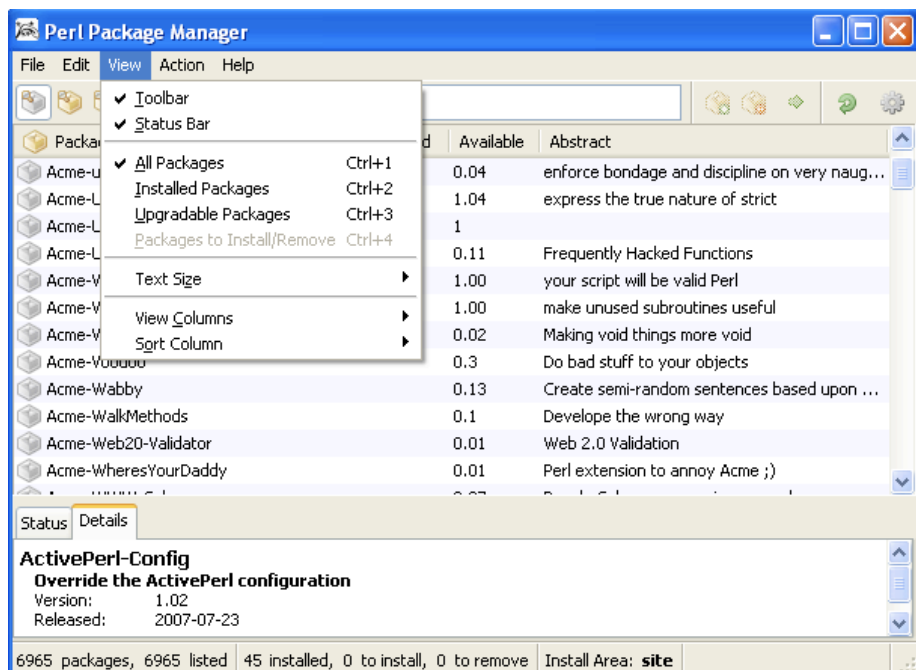 Perl Package Manager
File Edit View Action Help
Toolbar
Status Bar
All Packages Ctrl+1
Installed Packages Ctrl+2
Upgradable Packages Ctrl+3
Packages to Install/Remove Ctrl+4
Text Size
View Columns
Sort Column
Available Abstract
0.04 enforce bondage and discipline on very naug...
1.04 express the true nature of strict
1
0.11 Frequently Hacked Functions
1.00 your script will be valid Perl
1.00 make unused subroutines useful
0.02 Making void things more void
Acme-Voodoo 0.3 Do bad stuff to your objects
Acme-Wabby 0.13 Create semi-random sentences based upon ...
Acme-WalkMethods 0.1 Develope the wrong way
Acme-Web20-Validator 0.01 Web 2.0 Validation
Acme-WheresYourDaddy 0.01 Perl extension to annoy Acme ;)
Status Details
ActivePerl-Config
Override the ActivePerl configuration
Version: 1.02
Released: 2007-07-23
6965 packages, 6965 listed 45 installed, 0 to install, 0 to remove Install Area: site